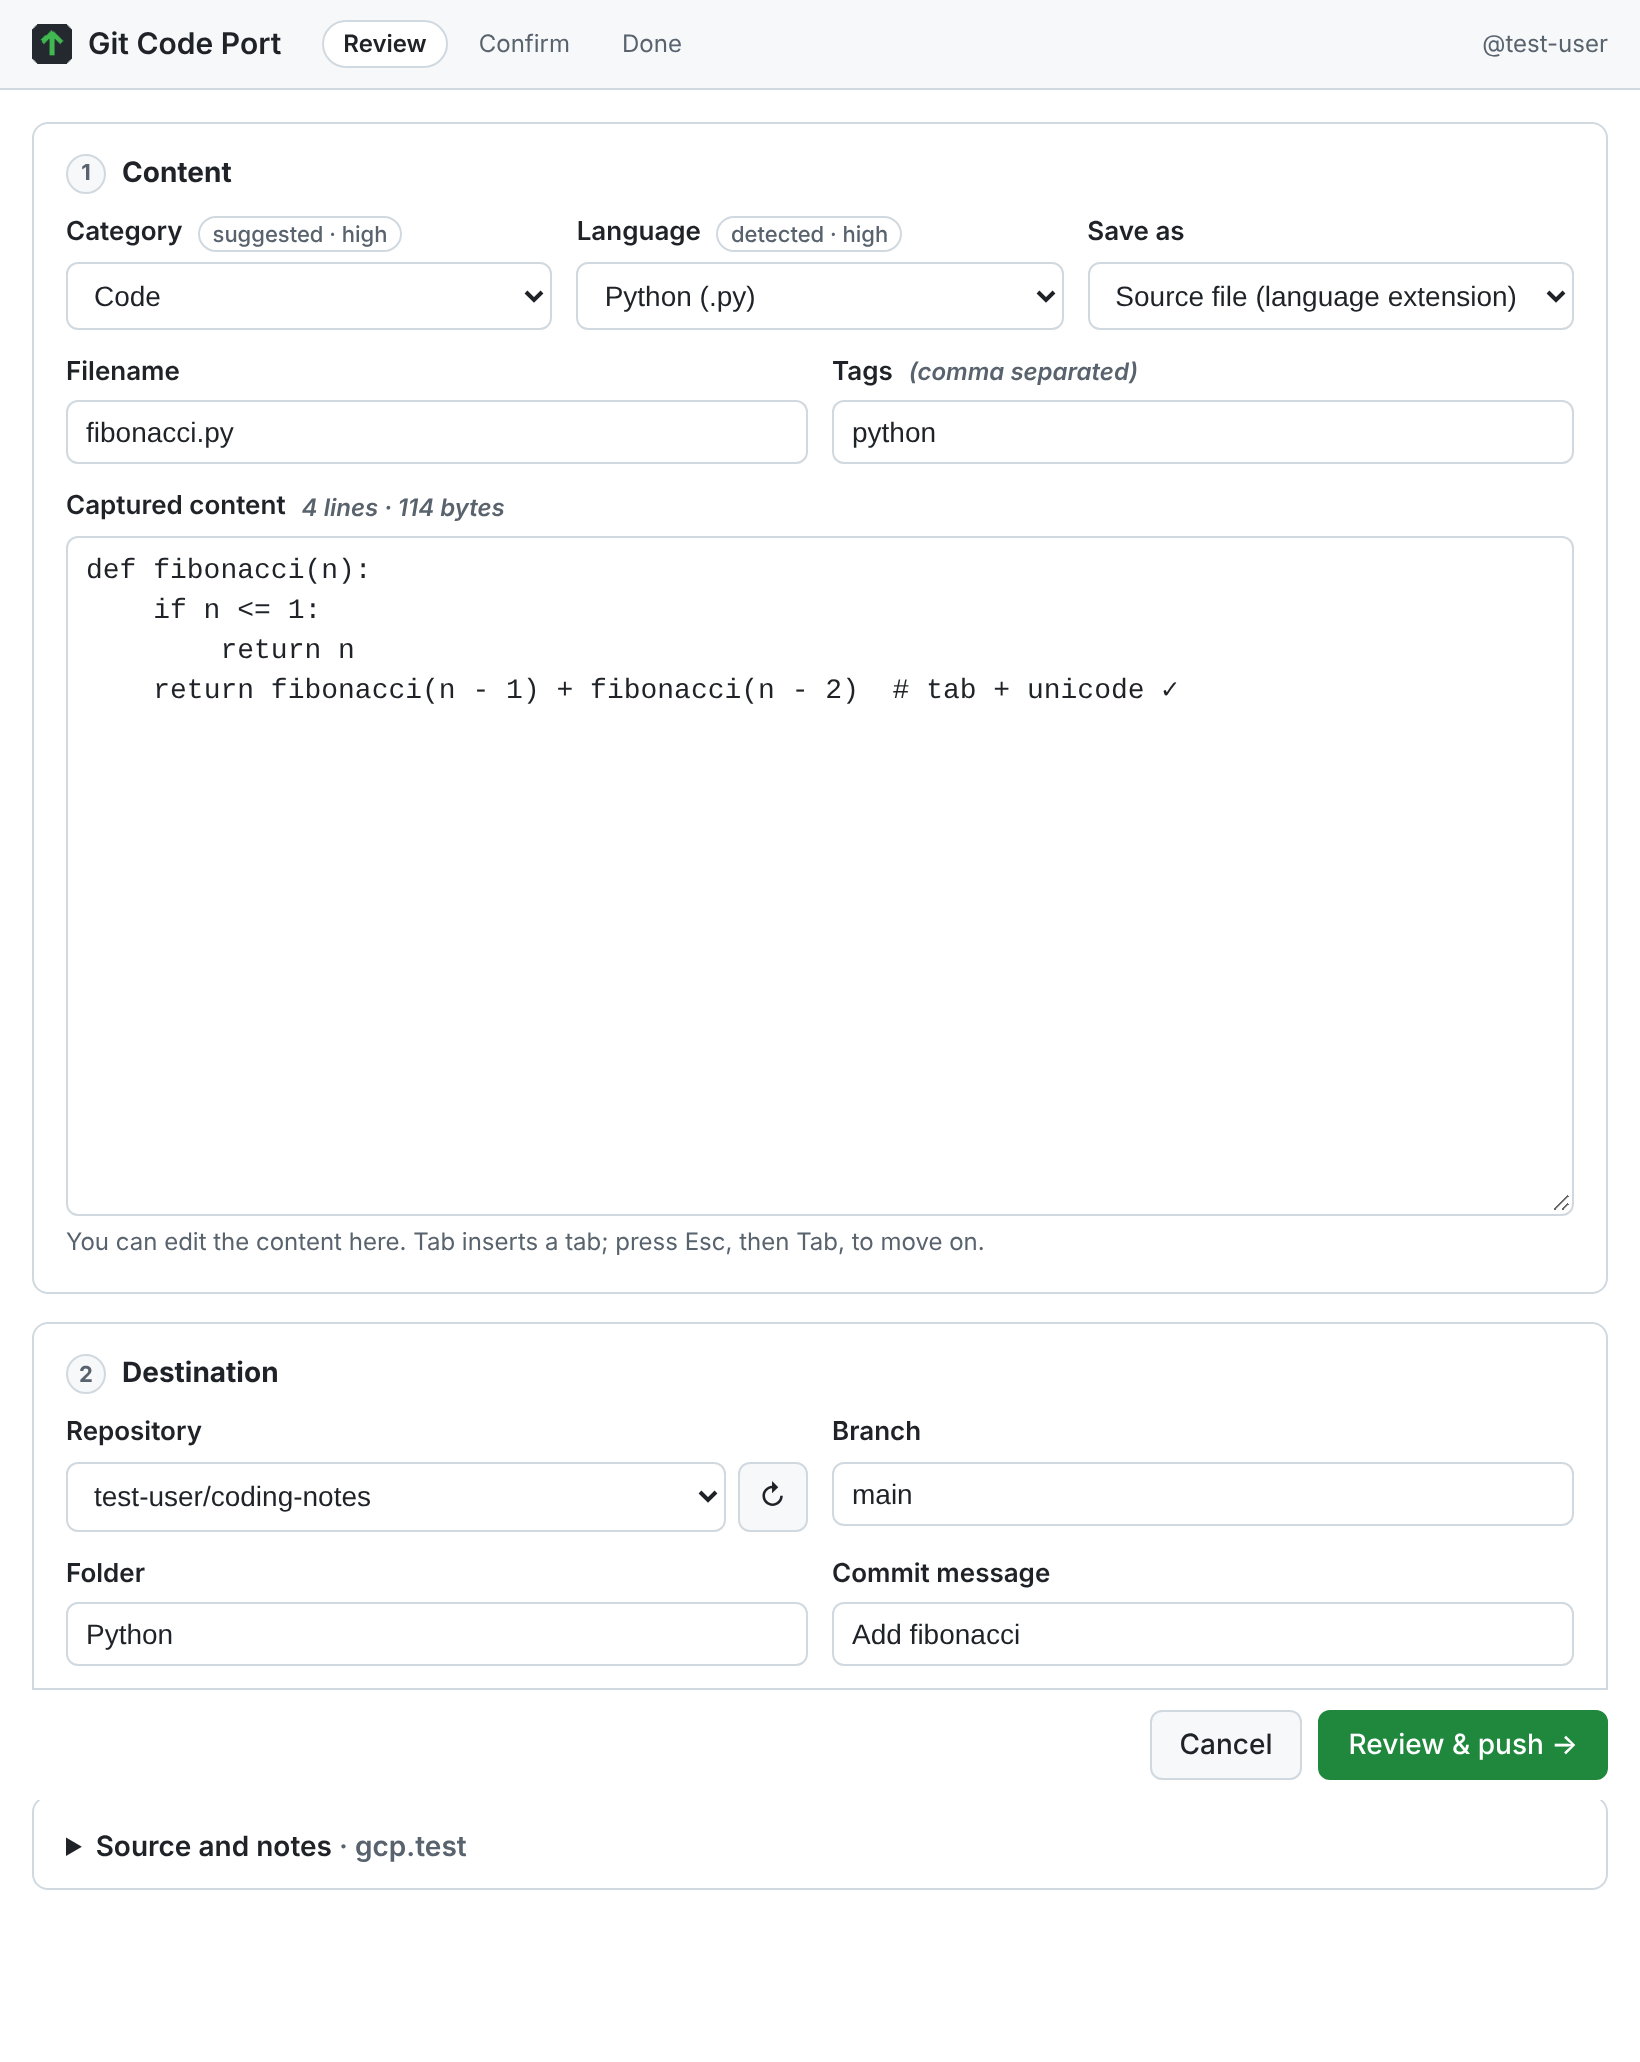 Git Code Port Review Confirm Done @test-user
1 Content
Category suggested · high Language detected · high Save as
Code Python (.py) Source file (language extension)
Filename Tags (comma separated)
fibonacci.py python
Captured content 4 lines · 114 bytes
def fibonacci(n):
    if n <= 1:
        return n
    return fibonacci(n - 1) + fibonacci(n - 2)  # tab + unicode ✓
You can edit the content here. Tab inserts a tab; press Esc, then Tab, to move on.
2 Destination
Repository Branch
test-user/coding-notes ↻ main
Folder Commit message
Python Add fibonacci
Cancel Review & push →
▶ Source and notes · gcp.test